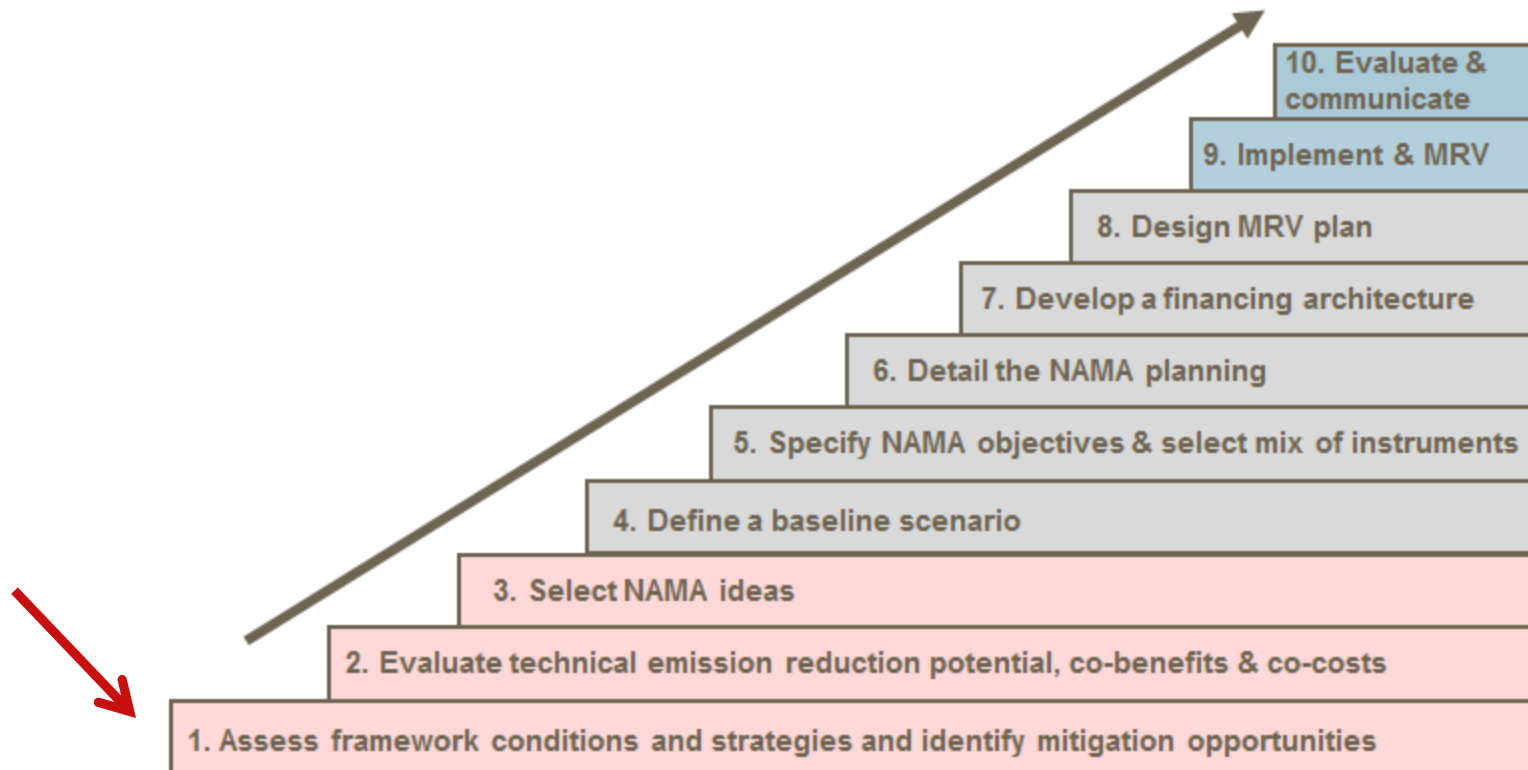 10. Evaluate &
communicate
9. Implement & MRV
8. Design MRV plan
7. Develop a financing architecture
6. Detail the NAMA planning
5. Specify NAMA objectives & select mix of instruments
4. Define a baseline scenario
3. Select NAMA ideas
2. Evaluate technical emission reduction potential, co-benefits & co-costs
1. Assess framework conditions and strategies and identify mitigation opportunities